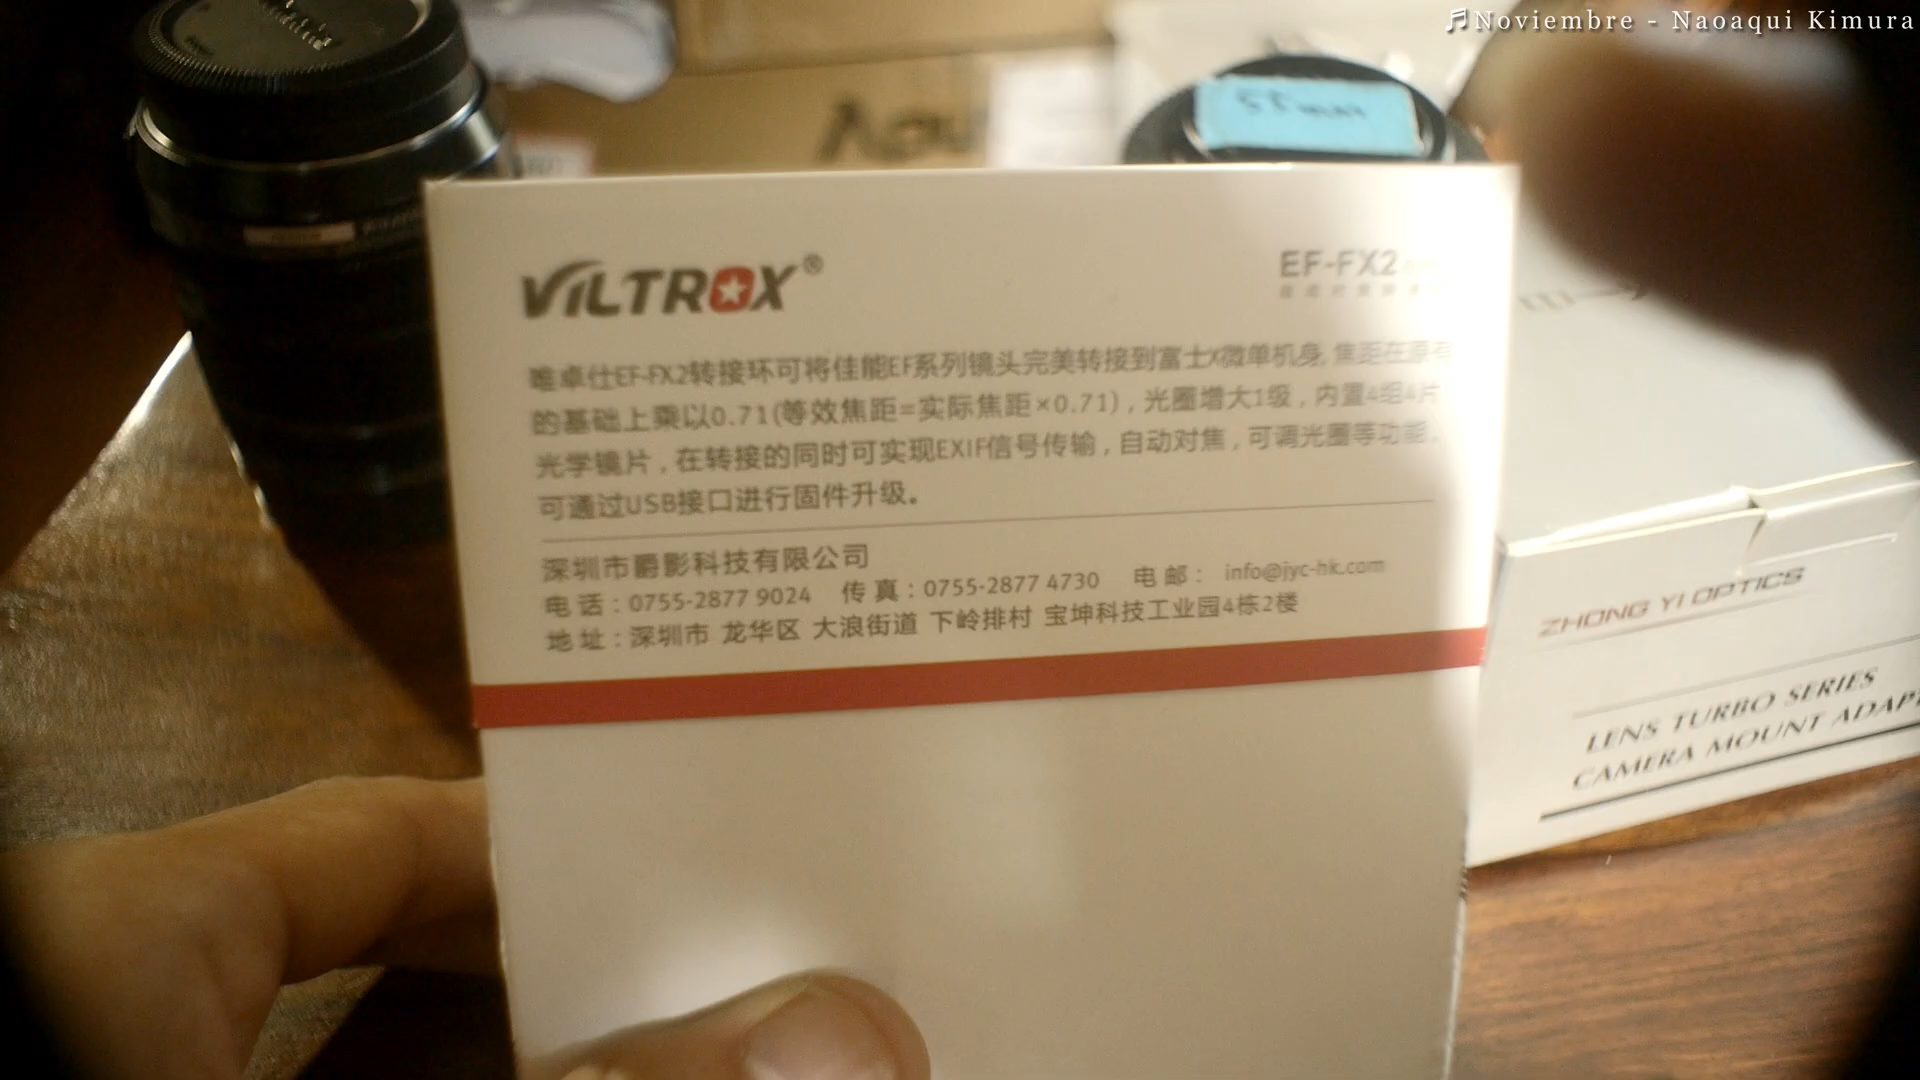 ♬Noviembre - Naoaqui Kimura
55mm
VILTROX®
EF-FX2
唯卓仕EF-FX2转接环可将佳能EF系列镜头完美转接到富士X微单机身, 焦距在原有
的基础上乘以0.71(等效焦距=实际焦距×0.71) , 光圈增大1级 , 内置4组4片
光学镜片 , 在转接的同时可实现EXIF信号传输 , 自动对焦 , 可调光圈等功能 ,
可通过USB接口进行固件升级。
深圳市爵影科技有限公司
电 话 : 0755-2877 9024 传 真 : 0755-2877 4730 电 邮 : info@jyc-hk.com
地 址 : 深圳市 龙华区 大浪街道 下岭排村 宝坤科技工业园4栋2楼
ZHONG YI OPTICS
LENS TURBO SERIES
CAMERA MOUNT ADAPT